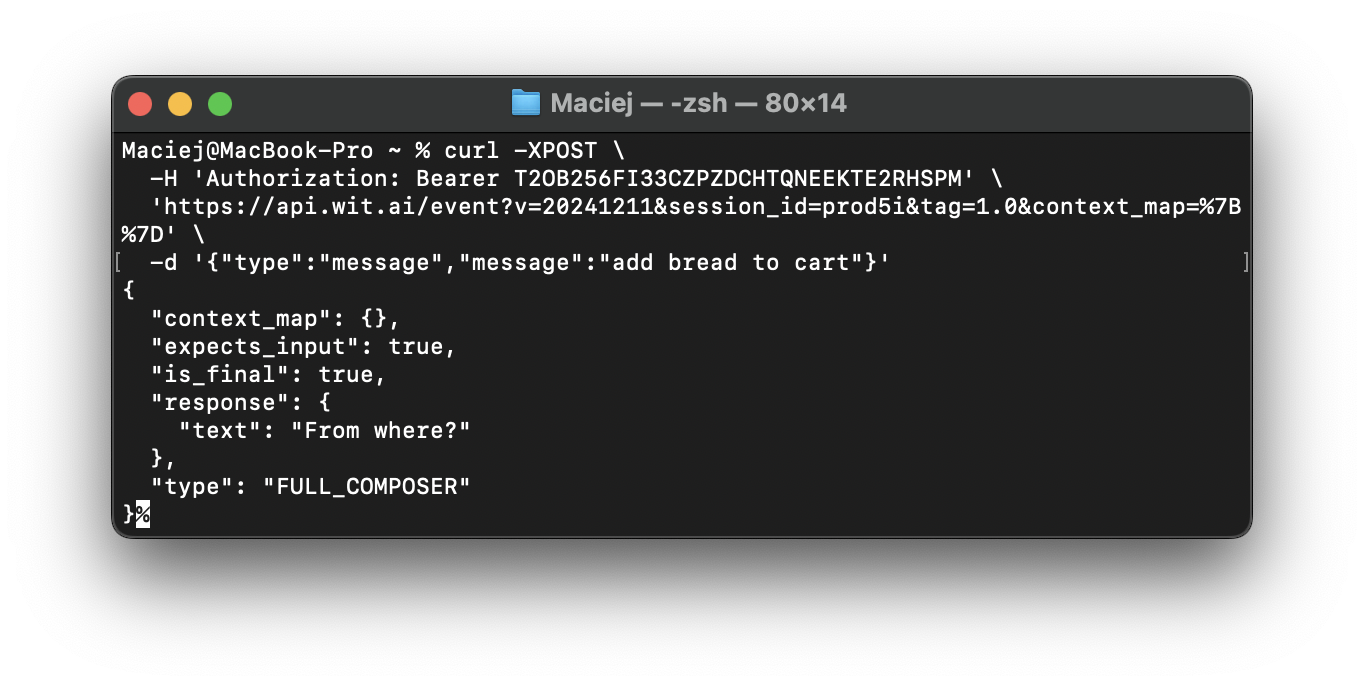 Maciej — -zsh — 80×14
Maciej@MacBook-Pro ~ % curl -XPOST \
  -H 'Authorization: Bearer T2OB256FI33CZPZDCHTQNEEKTE2RHSPM' \
  'https://api.wit.ai/event?v=20241211&session_id=prod5i&tag=1.0&context_map=%7B
%7D' \
[  -d '{"type":"message","message":"add bread to cart"}' ]
{
  "context_map": {},
  "expects_input": true,
  "is_final": true,
  "response": {
    "text": "From where?"
  },
  "type": "FULL_COMPOSER"
}%